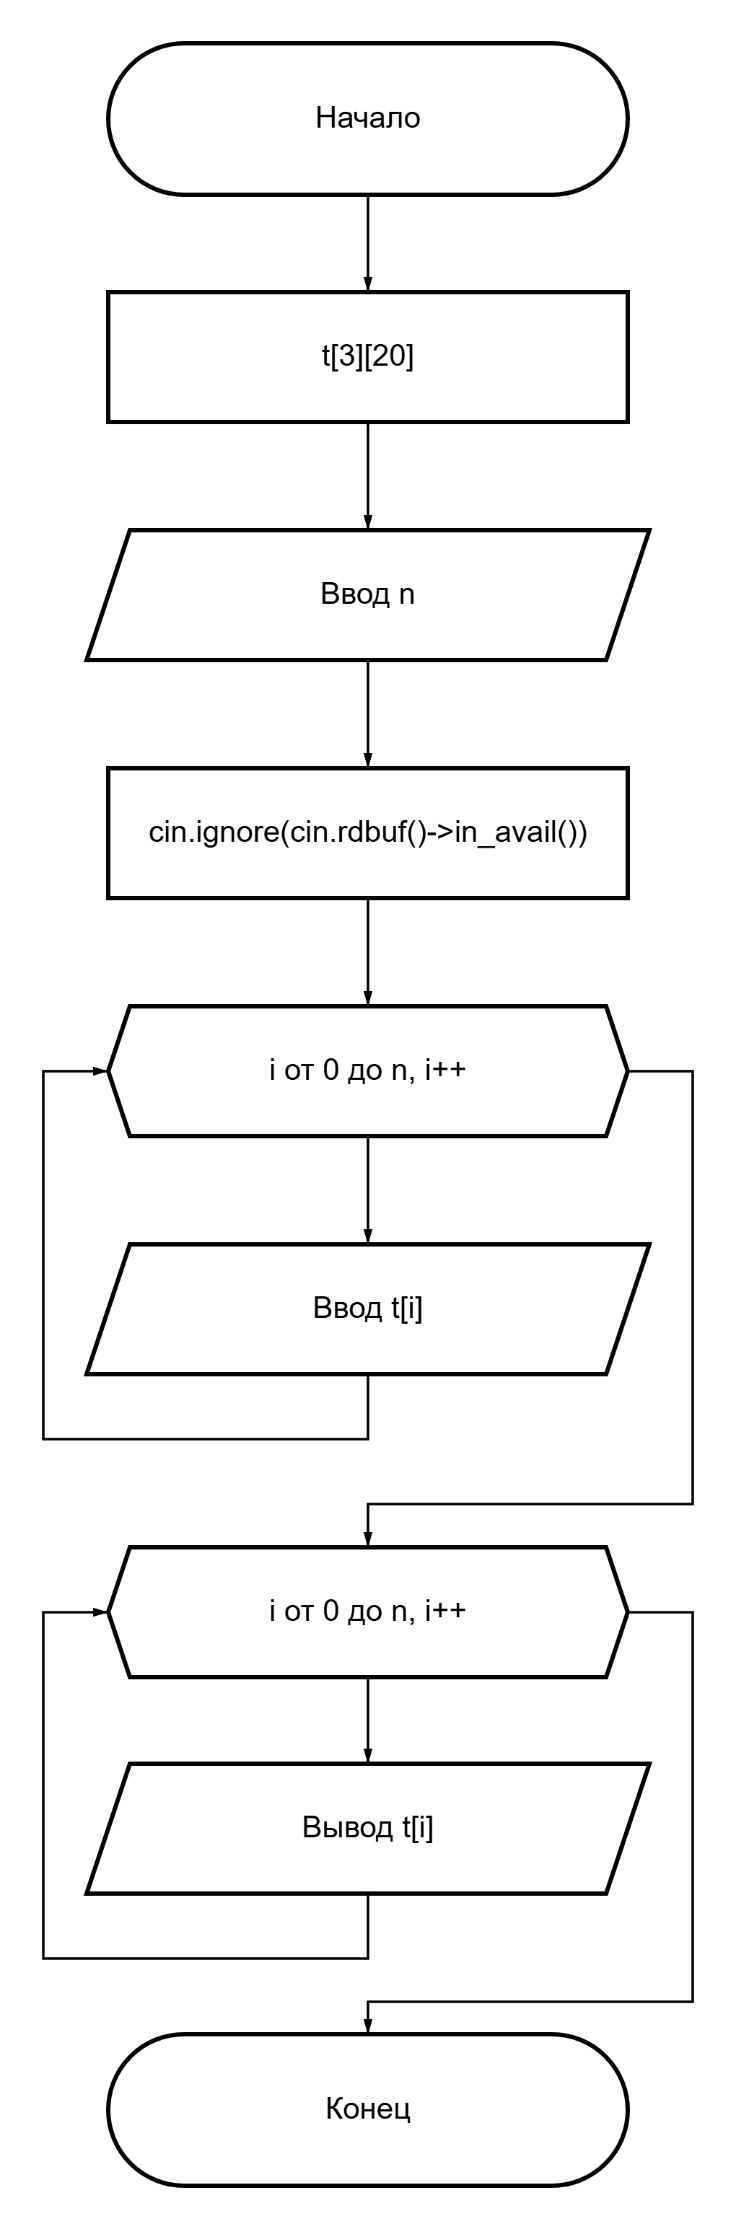 Начало
t[3][20]
Ввод n
cin.ignore(cin.rdbuf()->in_avail())
i от 0 до n, i++
Ввод t[i]
i от 0 до n, i++
Вывод t[i]
Конец